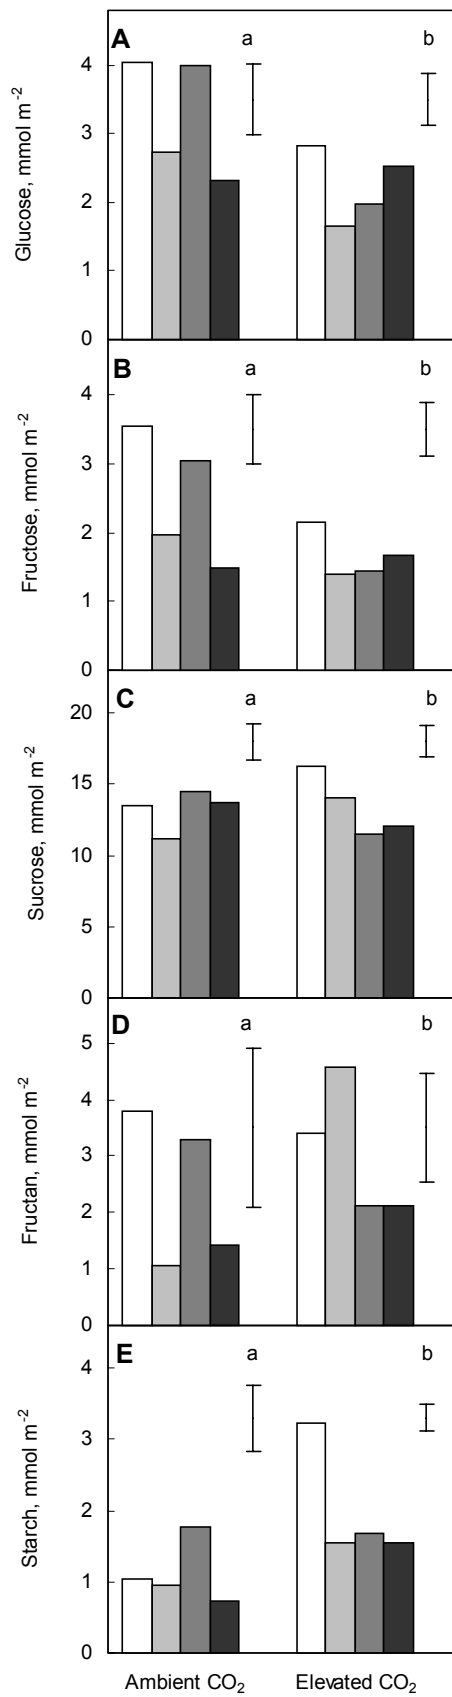 A
a
b
4
3
2
1
0
Glucose, mmol m⁻²
B
a
b
4
3
2
1
0
Fructose, mmol m⁻²
C
a
b
20
15
10
5
0
Sucrose, mmol m⁻²
D
a
b
5
4
3
2
1
0
Fructan, mmol m⁻²
E
a
b
4
3
2
1
0
Starch, mmol m⁻²
Ambient CO₂ Elevated CO₂